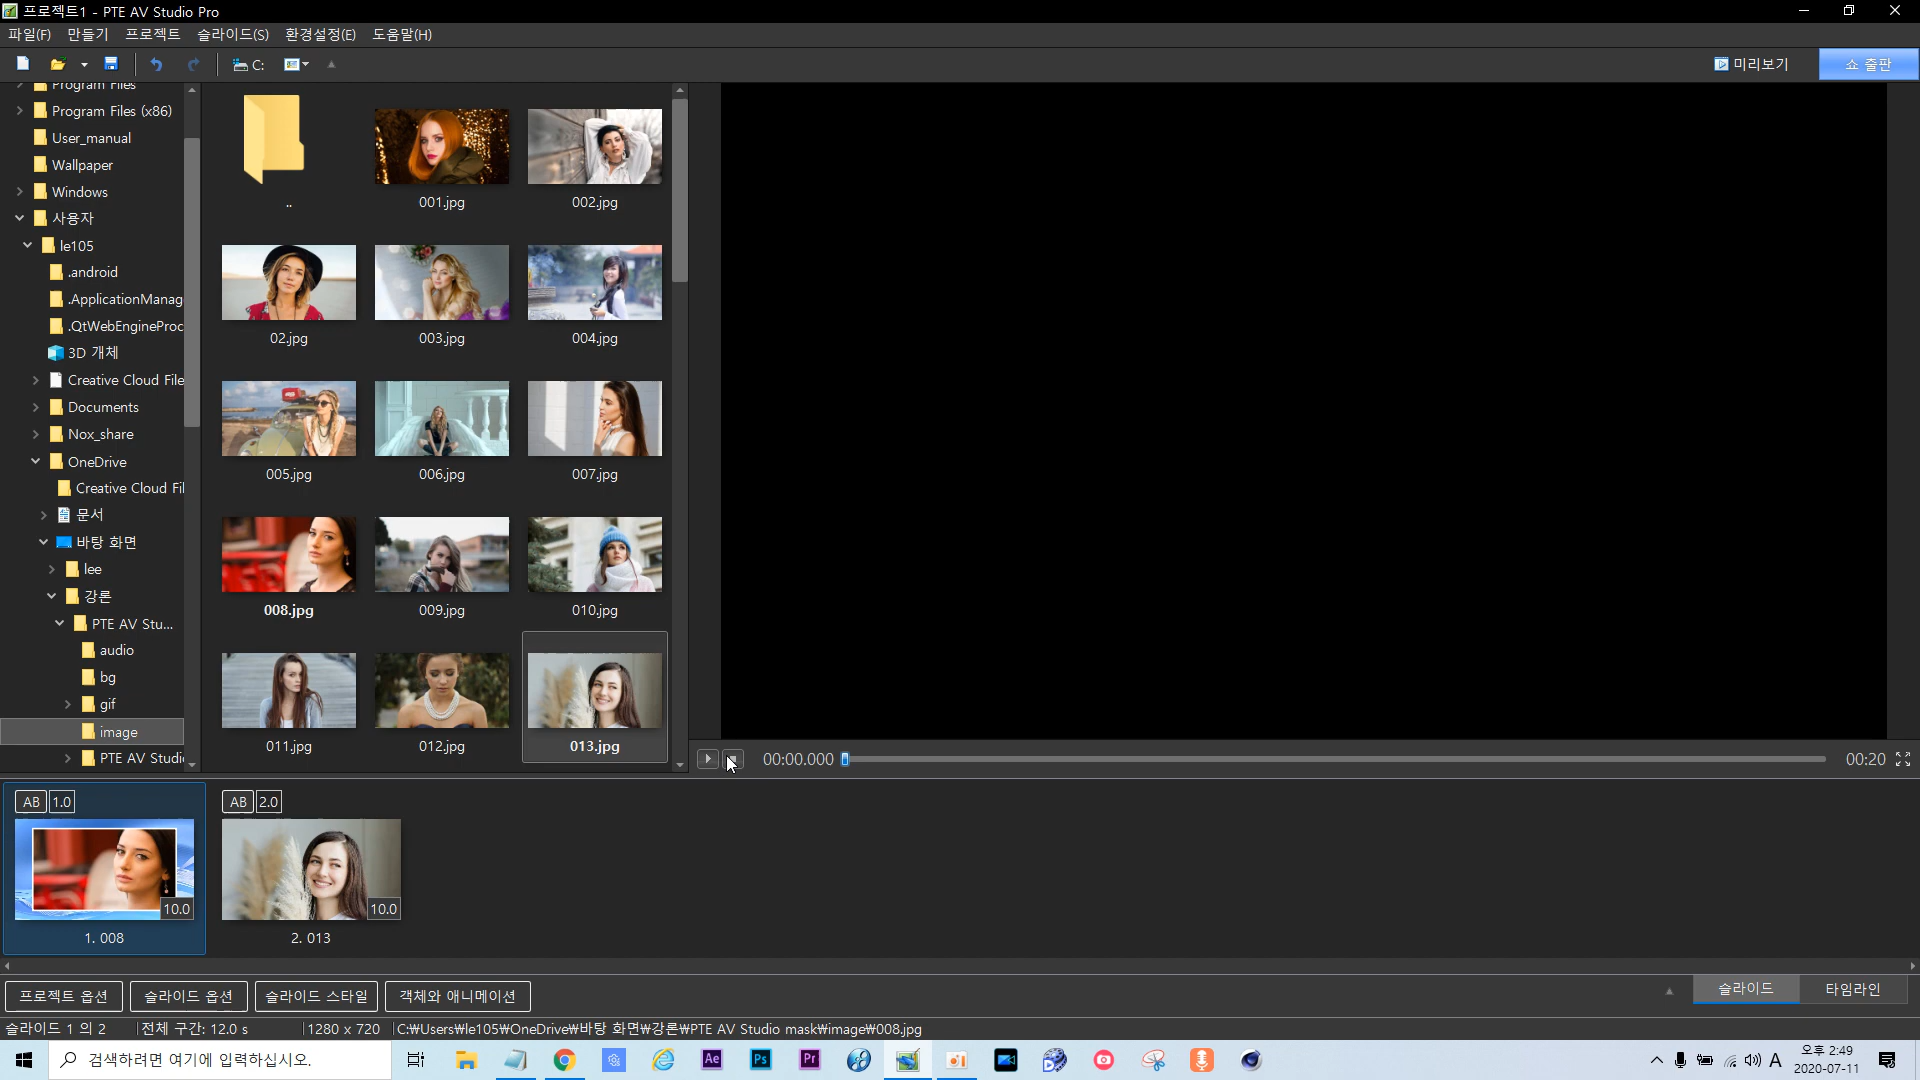 프로젝트1 - PTE AV Studio Pro
파일(F) 만들기 프로젝트 슬라이드(S) 환경설정(E) 도움말(H)
C: 미리보기 쇼 출판
Program Files
Program Files (x86)
User_manual
Wallpaper
Windows
사용자
le105
.android
.ApplicationManag
.QtWebEngineProc
3D 개체
Creative Cloud File
Documents
Nox_share
OneDrive
Creative Cloud Fil
문서
바탕 화면
lee
강론
PTE AV Stu...
audio
bg
gif
image
PTE AV Studi
.. 001.jpg 002.jpg
02.jpg 003.jpg 004.jpg
005.jpg 006.jpg 007.jpg
008.jpg 009.jpg 010.jpg
011.jpg 012.jpg 013.jpg
00:00.000 00:20
AB 1.0 AB 2.0
10.0 10.0
1. 008 2. 013
프로젝트 옵션 슬라이드 옵션 슬라이드 스타일 객체와 애니메이션 슬라이드 타임라인
슬라이드 1 의 2 전체 구간: 12.0 s 1280 x 720 C:₩Users₩le105₩OneDrive₩바탕 화면₩강론₩PTE AV Studio mask₩image₩008.jpg
검색하려면 여기에 입력하십시오. Ae Ps Pr A 오후 2:49
2020-07-11